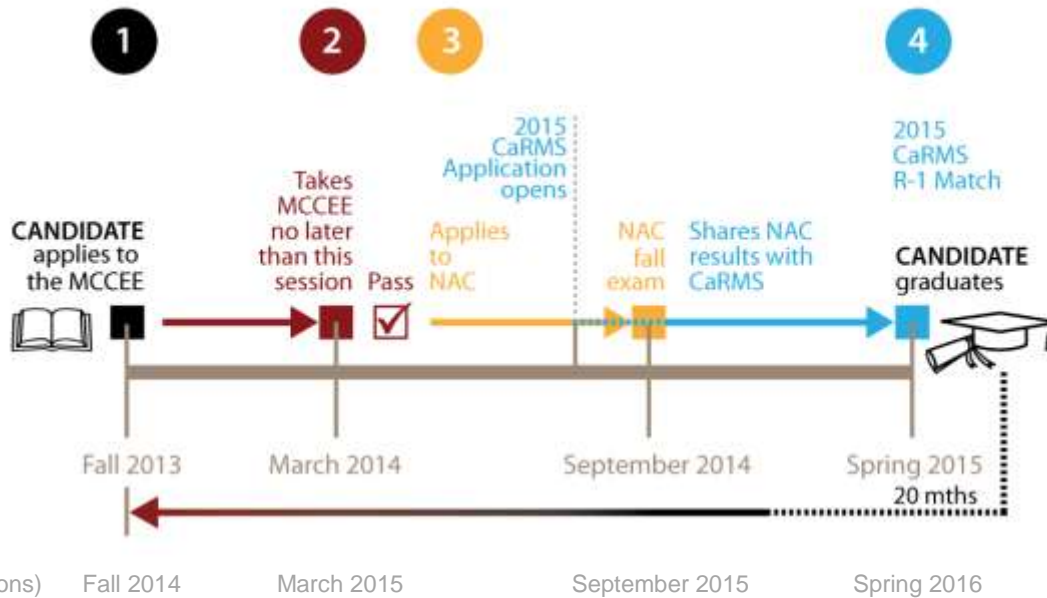 1
2
3
4
2015
CaRMS
Application
opens
2015
CaRMS
R-1 Match
Takes
MCCEE
no later
than this
session
CANDIDATE
applies to
the MCCEE
Pass
Applies
to
NAC
NAC
fall
exam
Shares NAC
results with
CaRMS
CANDIDATE
graduates
Fall 2013
March 2014
September 2014
Spring 2015
20 mths
ons)
Fall 2014
March 2015
September 2015
Spring 2016